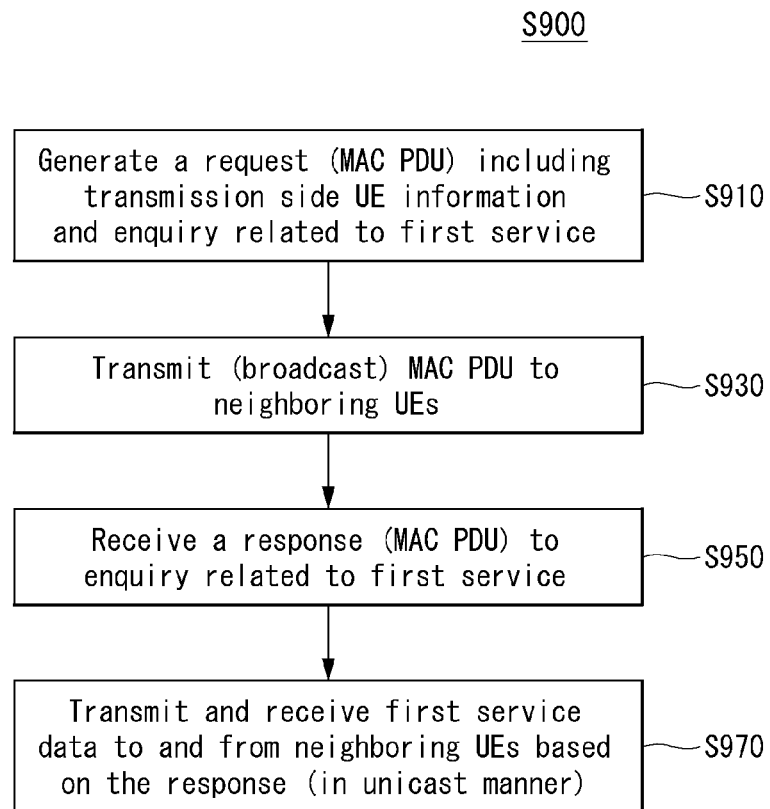 S900
Generate a request (MAC PDU) including
transmission side UE information
and enquiry related to first service
S910
Transmit (broadcast) MAC PDU to
neighboring UEs
S930
Receive a response (MAC PDU) to
enquiry related to first service
S950
Transmit and receive first service
data to and from neighboring UEs based
on the response (in unicast manner)
S970